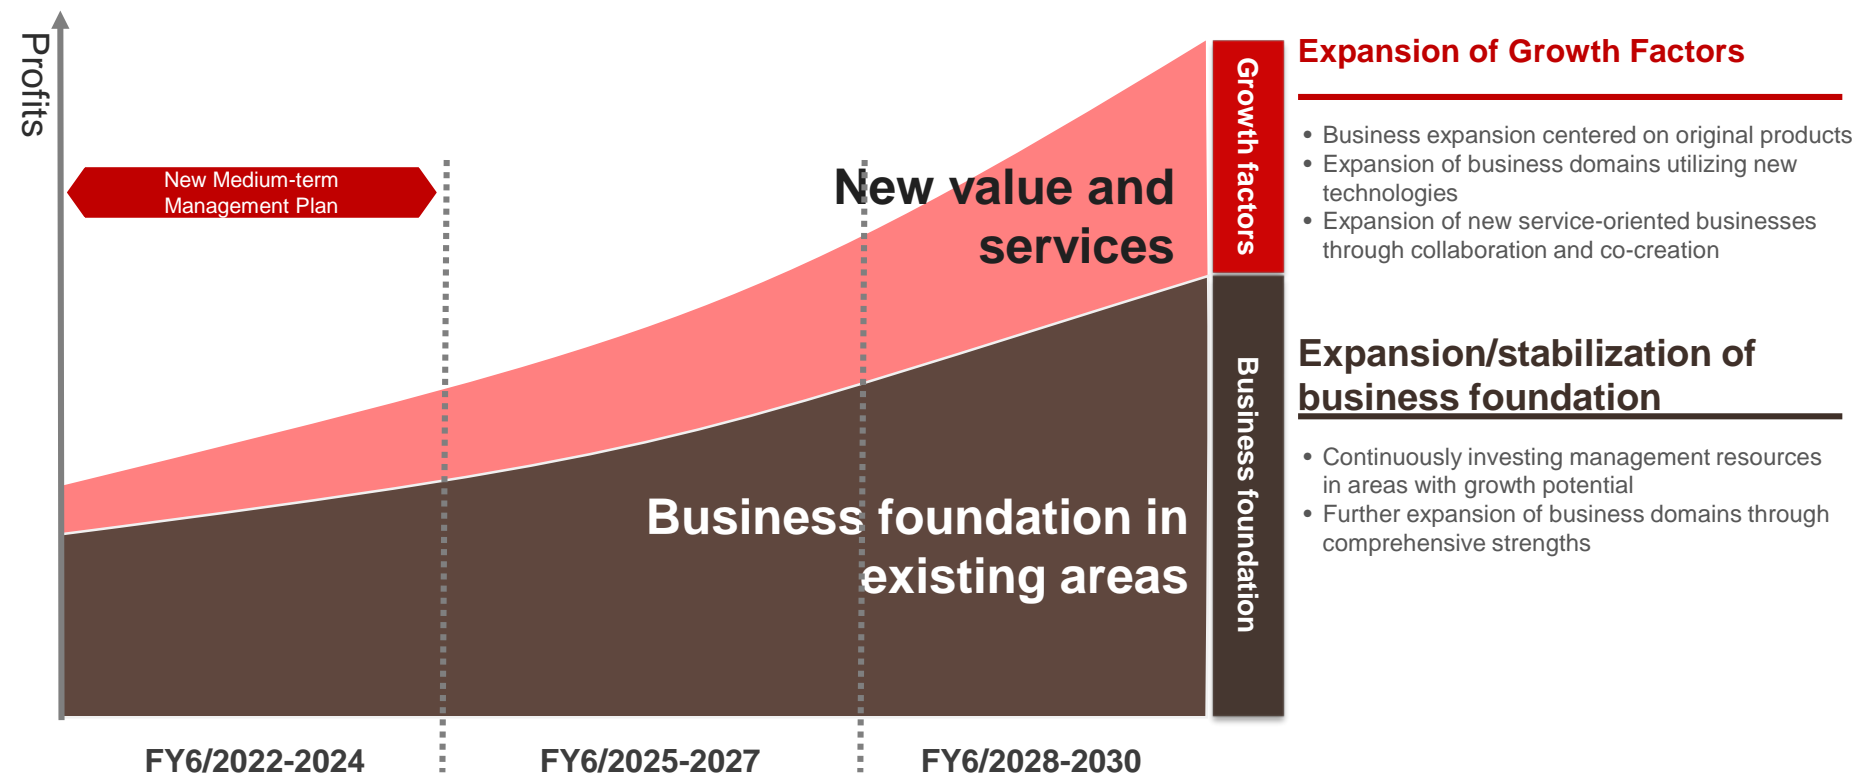 Profits
New Medium-term
Management Plan
New value and
services
Business foundation in
existing areas
FY6/2022-2024
FY6/2025-2027
FY6/2028-2030
Growth factors
Business foundation
Expansion of Growth Factors
• Business expansion centered on original products
• Expansion of business domains utilizing new
technologies
• Expansion of new service-oriented businesses
through collaboration and co-creation
Expansion/stabilization of
business foundation
• Continuously investing management resources
in areas with growth potential
• Further expansion of business domains through
comprehensive strengths